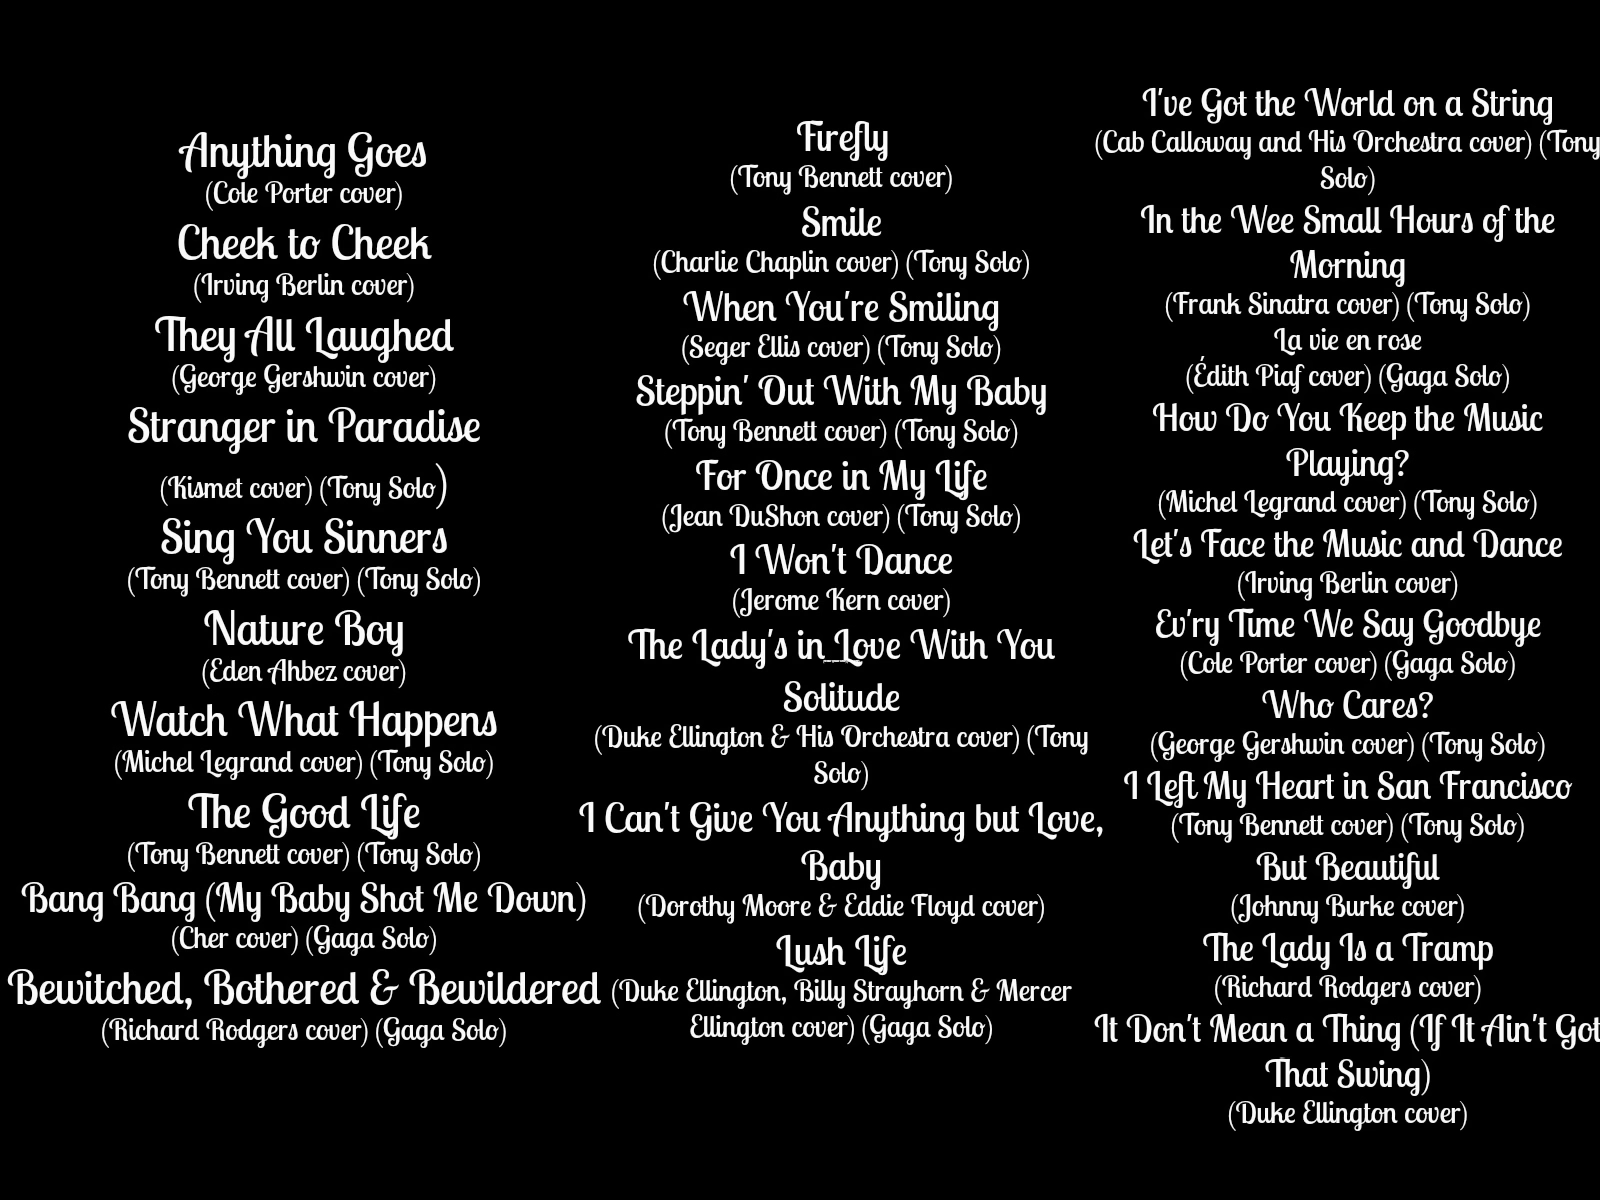 Anything Goes
(Cole Porter cover)
Cheek to Cheek
(Irving Berlin cover)
They All Laughed
(George Gershwin cover)
Stranger in Paradise
(Kismet cover) (Tony Solo)
Sing You Sinners
(Tony Bennett cover) (Tony Solo)
Nature Boy
(Eden Ahbez cover)
Watch What Happens
(Michel Legrand cover) (Tony Solo)
The Good Life
(Tony Bennett cover) (Tony Solo)
Bang Bang (My Baby Shot Me Down)
(Cher cover) (Gaga Solo)
Bewitched, Bothered & Bewildered
(Richard Rodgers cover) (Gaga Solo)
Firefly
(Tony Bennett cover)
Smile
(Charlie Chaplin cover) (Tony Solo)
When You're Smiling
(Seger Ellis cover) (Tony Solo)
Steppin' Out With My Baby
(Tony Bennett cover) (Tony Solo)
For Once in My Life
(Jean DuShon cover) (Tony Solo)
I Won't Dance
(Jerome Kern cover)
The Lady's in Love With You
Solitude
(Duke Ellington & His Orchestra cover) (Tony
Solo)
I Can't Give You Anything but Love,
Baby
(Dorothy Moore & Eddie Floyd cover)
Lush Life
(Duke Ellington, Billy Strayhorn & Mercer
Ellington cover) (Gaga Solo)
I've Got the World on a String
(Cab Calloway and His Orchestra cover) (Tony
Solo)
In the Wee Small Hours of the
Morning
(Frank Sinatra cover) (Tony Solo)
La vie en rose
(Édith Piaf cover) (Gaga Solo)
How Do You Keep the Music
Playing?
(Michel Legrand cover) (Tony Solo)
Let's Face the Music and Dance
(Irving Berlin cover)
Ev'ry Time We Say Goodbye
(Cole Porter cover) (Gaga Solo)
Who Cares?
(George Gershwin cover) (Tony Solo)
I Left My Heart in San Francisco
(Tony Bennett cover) (Tony Solo)
But Beautiful
(Johnny Burke cover)
The Lady Is a Tramp
(Richard Rodgers cover)
It Don't Mean a Thing (If It Ain't Got
That Swing)
(Duke Ellington cover)